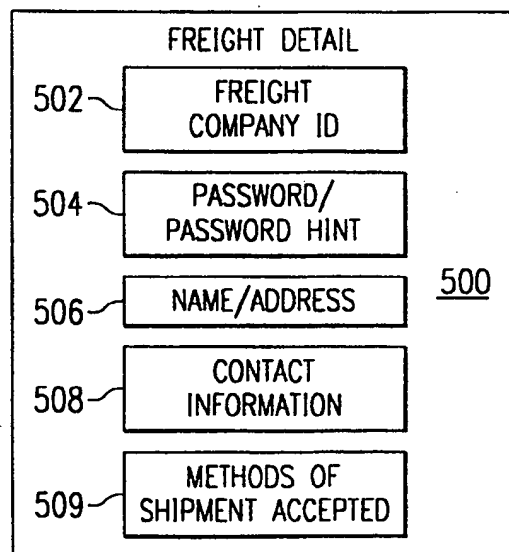 FREIGHT DETAIL
502
FREIGHT
COMPANY ID
504
PASSWORD/
PASSWORD HINT
506
NAME/ADDRESS
500
508
CONTACT
INFORMATION
509
METHODS OF
SHIPMENT ACCEPTED